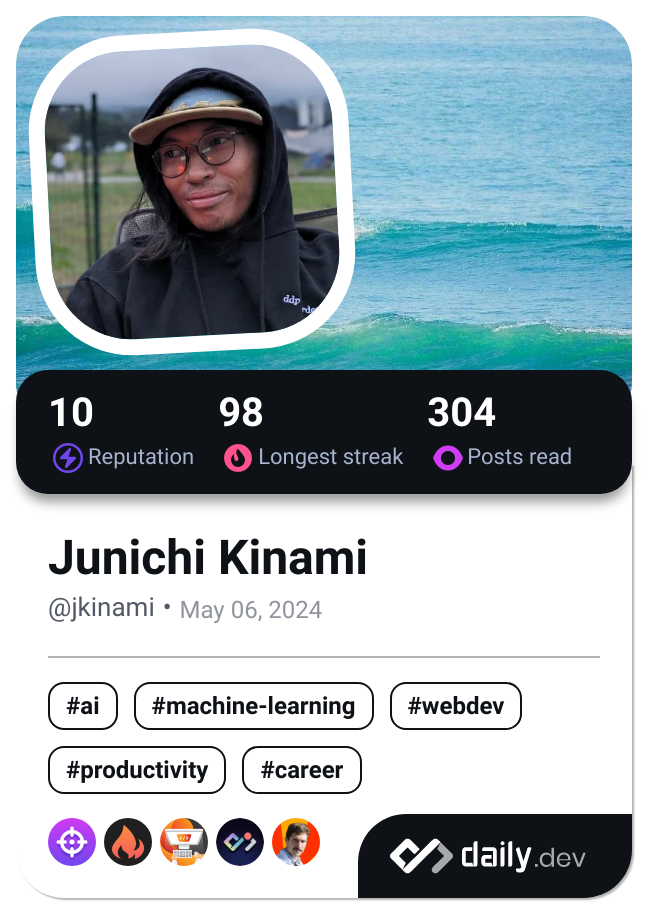 10 98 304
Reputation Longest streak Posts read
Junichi Kinami
@jkinami • May 06, 2024
#ai #machine-learning #webdev
#productivity #career
daily.dev